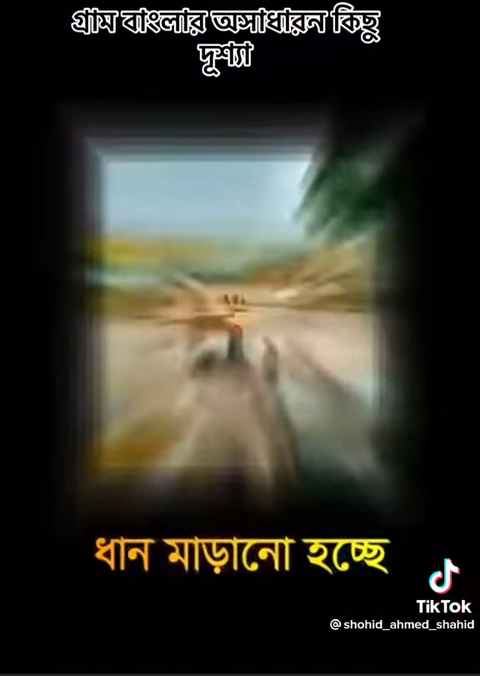 গ্রাম বাংলার অসাধারন কিছু
দূশ্যা
ধান মাড়ানো হচ্ছে
TikTok
@shohid_ahmed_shahid